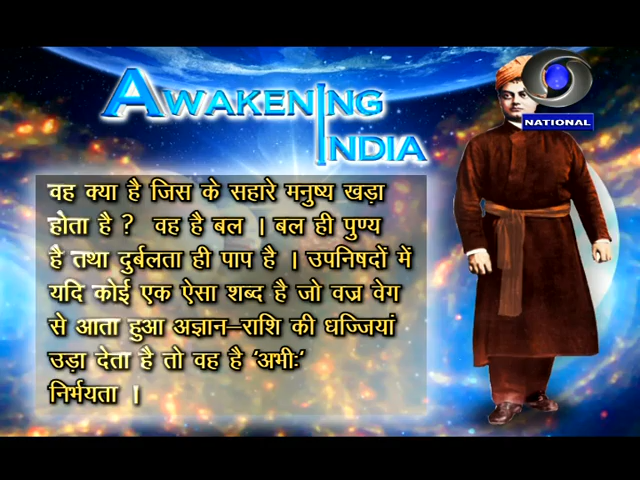 AWAKENING
INDIA
NATIONAL
वह क्या है जिस के सहारे मनुष्य खड़ा
होता है ? वह है बल । बल ही पुण्य
है तथा दुर्बलता ही पाप है । उपनिषदों में
यदि कोई एक ऐसा शब्द है जो वज्र वेग
से आता हुआ अज्ञान–राशि की धज्जियां
उड़ा देता है तो वह है ‘अभीः‘
निर्भयता ।